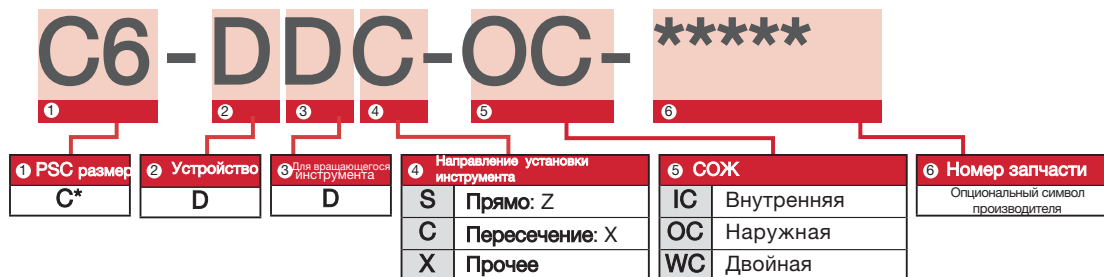 C6-DDC-OC-*****
① ② ③ ④ ⑤ ⑥
① PSC размер
C*
② Устройство
D
③ Для вращающегося
инструмента
D
④ Направление установки
инструмента
S Прямо: Z
C Пересечение: X
X Прочее
⑤ СОЖ
IC Внутренняя
OC Наружная
WC Двойная
⑥ Номер запчасти
Опциональный символ
производителя